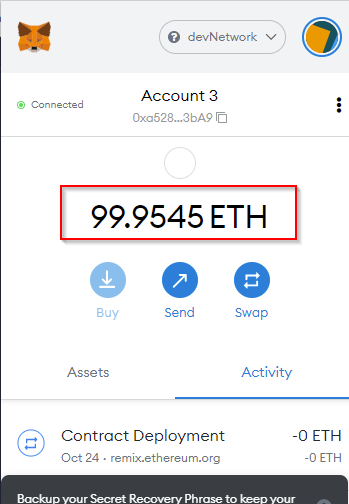 devNetwork
Connected
Account 3
0xa528...3bA9
99.9545 ETH
Buy
Send
Swap
Assets
Activity
Contract Deployment
-0 ETH
Oct 24 · remix.ethereum.org
-0 ETH
Backup your Secret Recovery Phrase to keep your